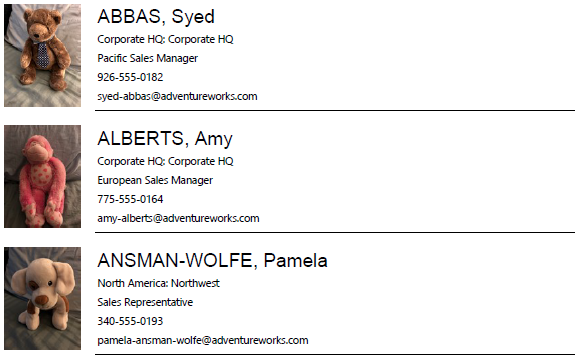 ABBAS, Syed
Corporate HQ: Corporate HQ
Pacific Sales Manager
926-555-0182
syed-abbas@adventureworks.com
ALBERTS, Amy
Corporate HQ: Corporate HQ
European Sales Manager
775-555-0164
amy-alberts@adventureworks.com
ANSMAN-WOLFE, Pamela
North America: Northwest
Sales Representative
340-555-0193
pamela-ansman-wolfe@adventureworks.com